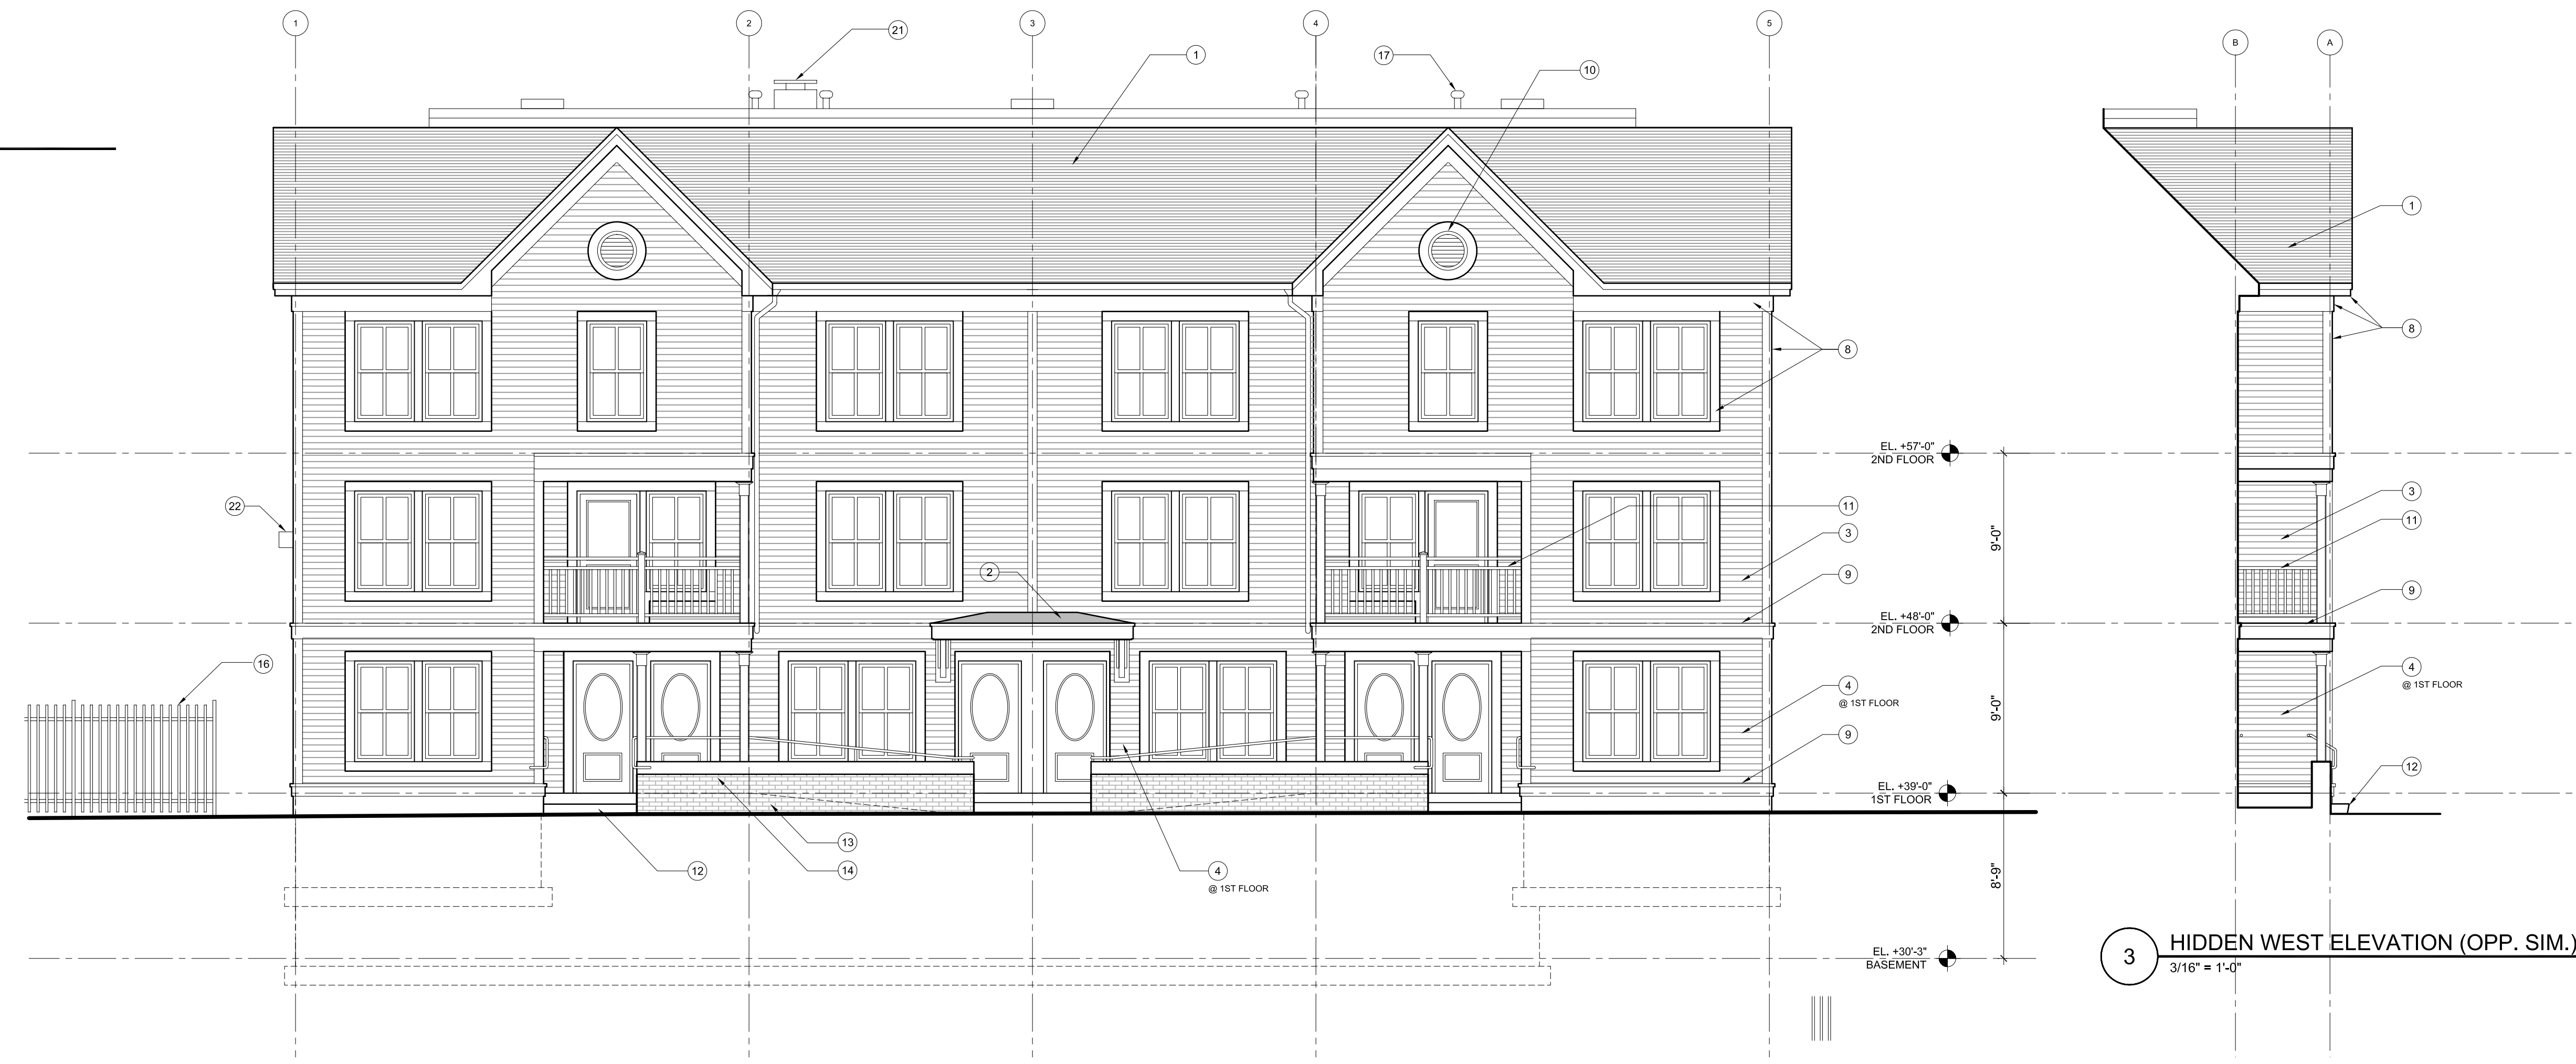 1
2
3
4
5
B
A
21
1
17
10
1
8
8
EL. +57'-0"
2ND FLOOR
22
11
3
3
11
9'-0"
2
9
9
EL. +48'-0"
2ND FLOOR
16
4
@ 1ST FLOOR
4
@ 1ST FLOOR
9'-0"
9
12
EL. +39'-0"
1ST FLOOR
13
12
14
4
@ 1ST FLOOR
8'-9"
EL. +30'-3"
BASEMENT
3
HIDDEN WEST ELEVATION (OPP. SIM.)
3/16" = 1'-0"